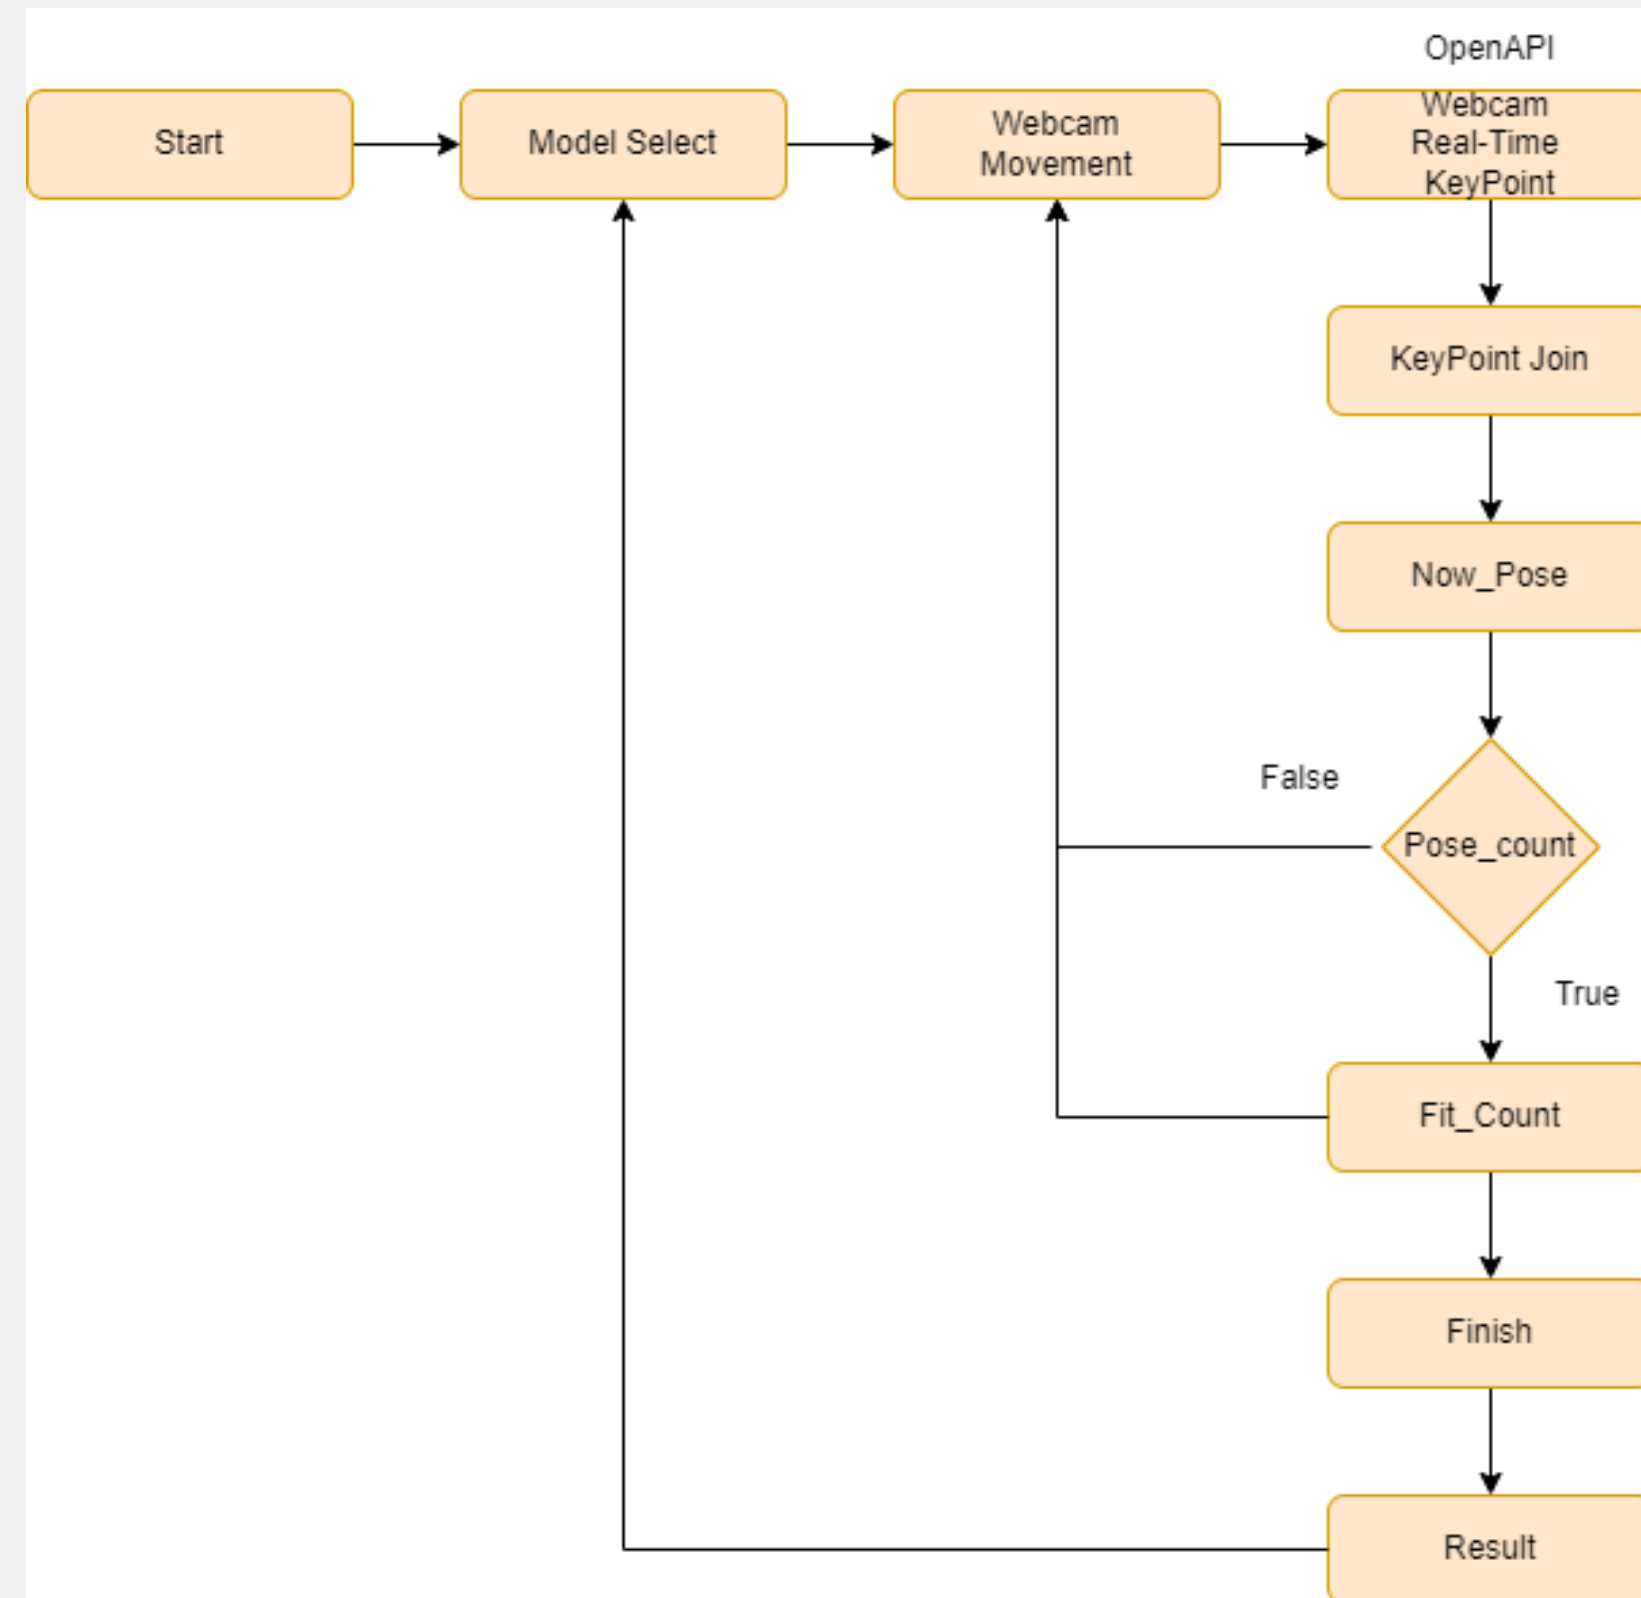 OpenAPI
Start
Model Select
Webcam
Movement
Webcam
Real-Time
KeyPoint
KeyPoint Join
Now_Pose
False
Pose_count
True
Fit_Count
Finish
Result